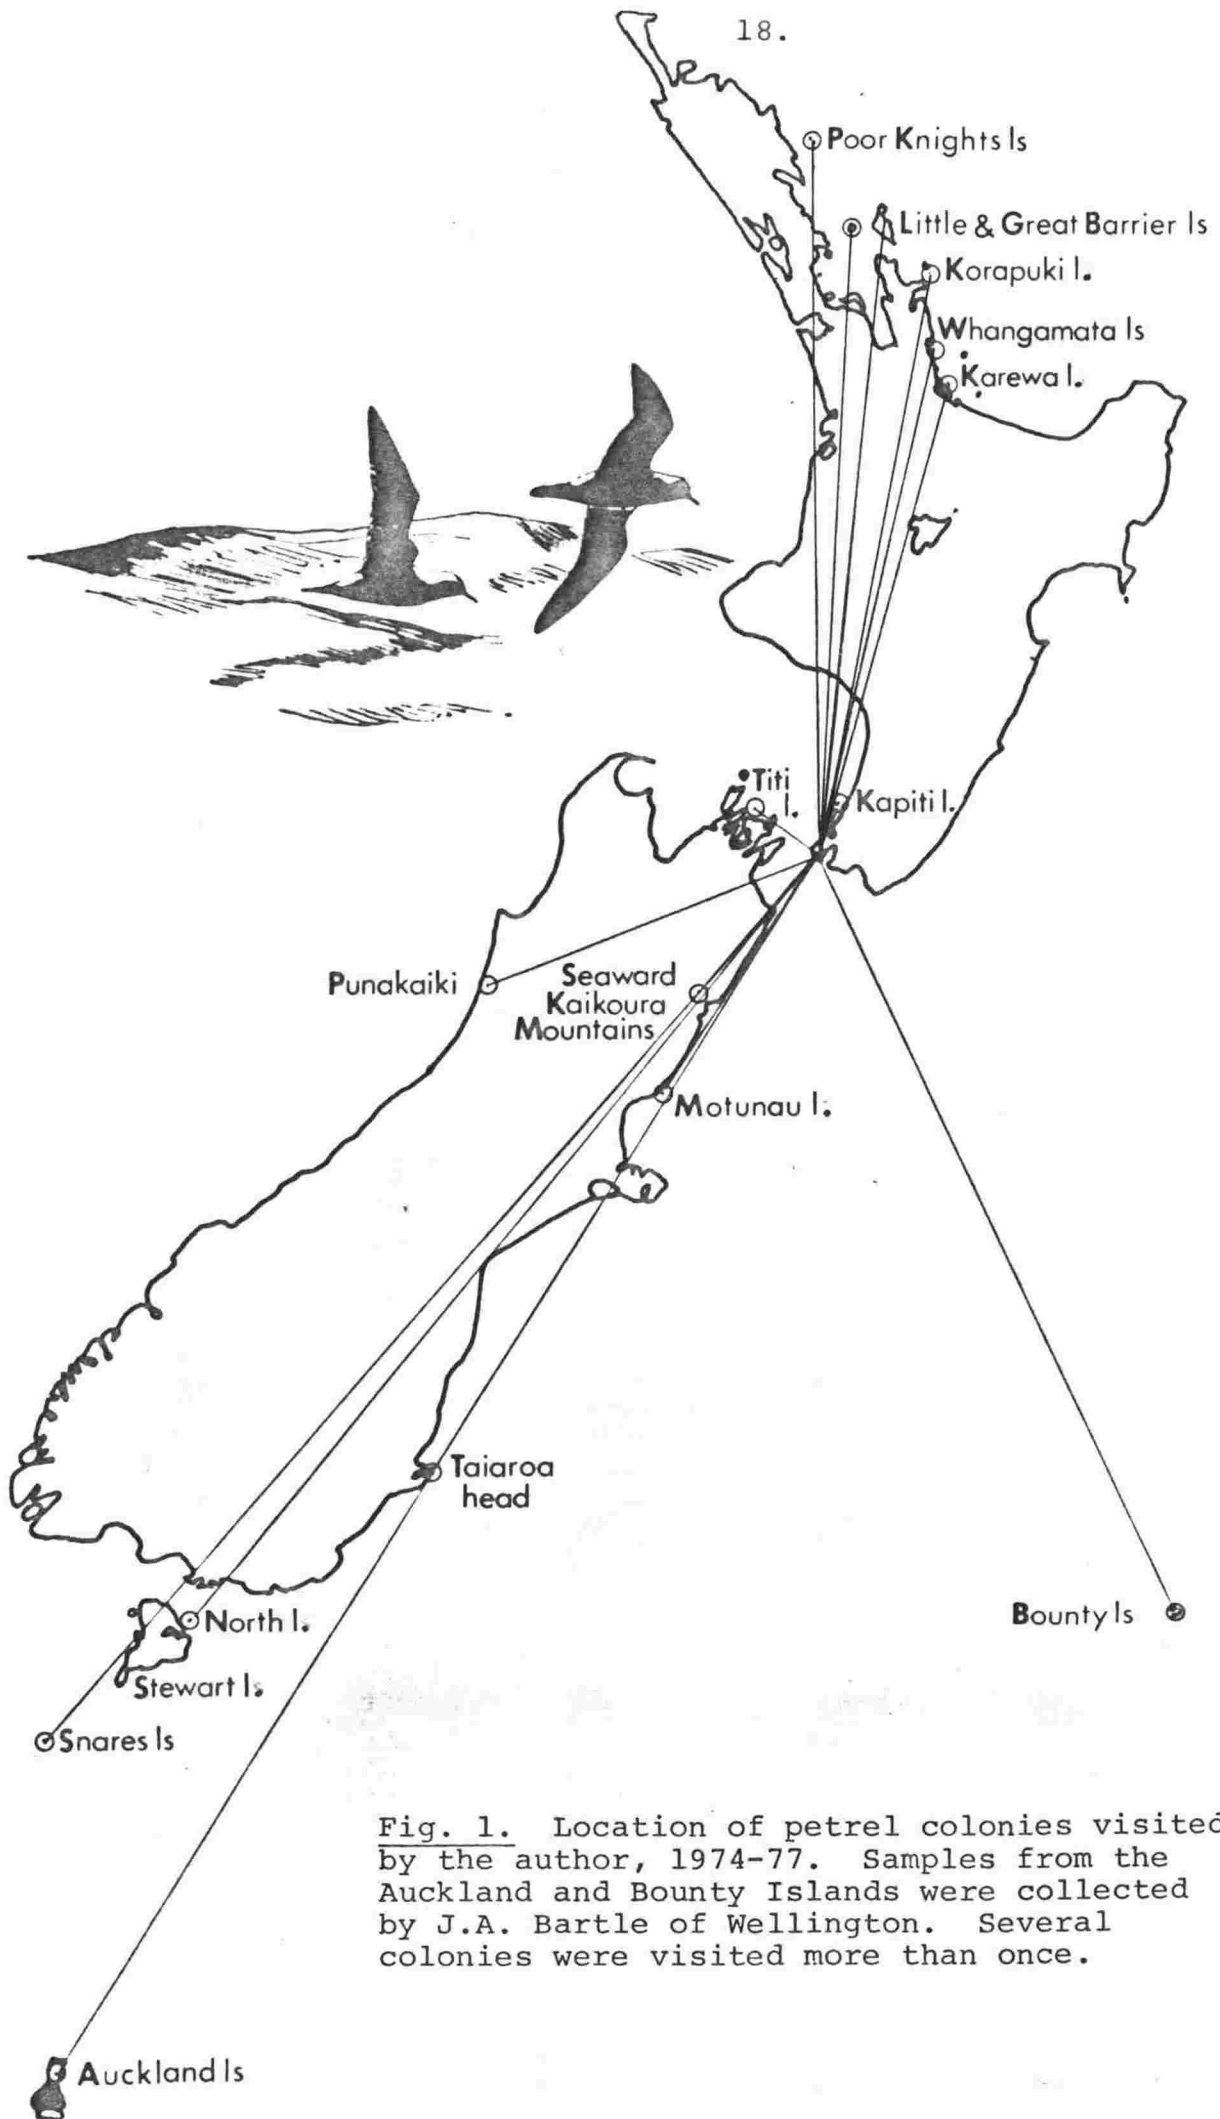 18.
Poor Knights Is
Little & Great Barrier Is
Korapuki I.
Whangamata Is
Karewa I.
Titi
I.
Kapiti I.
Punakaiki
Seaward
Kaikoura
Mountains
Motunau I.
Taiaroa
head
North I.
Bounty Is
Stewart I.
Snares Is
Fig. 1. Location of petrel colonies visited
by the author, 1974-77. Samples from the
Auckland and Bounty Islands were collected
by J.A. Bartle of Wellington. Several
colonies were visited more than once.
Auckland Is